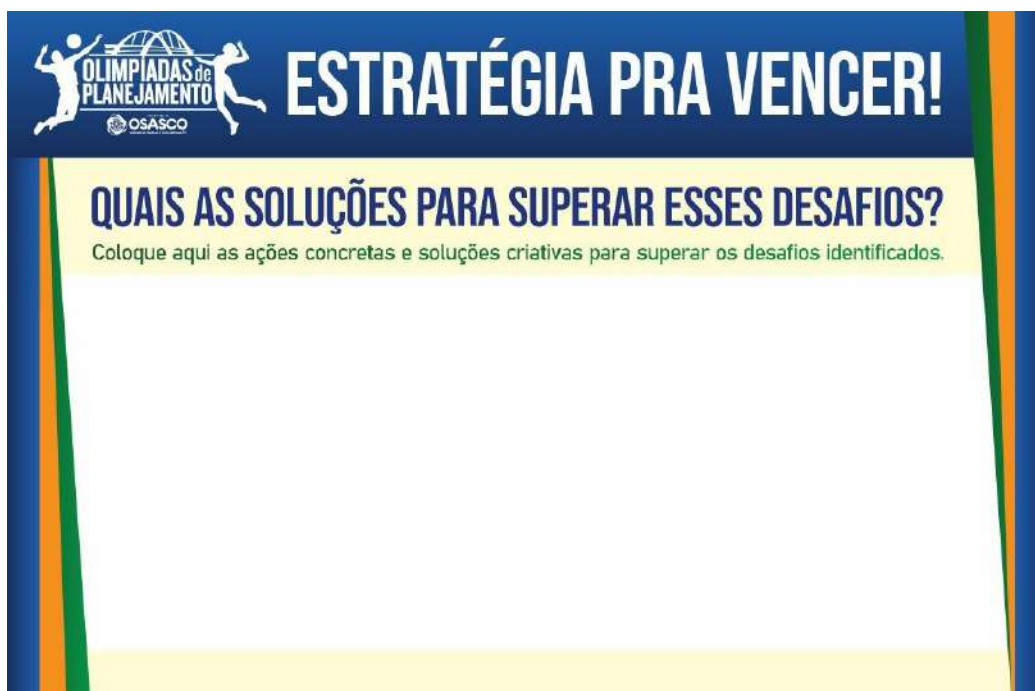 OLIMPÍADAS de
PLANEJAMENTO
OSASCO
ESTRATÉGIA PRA VENCER!
QUAIS AS SOLUÇÕES PARA SUPERAR ESSES DESAFIOS?
Coloque aqui as ações concretas e soluções criativas para superar os desafios identificados.